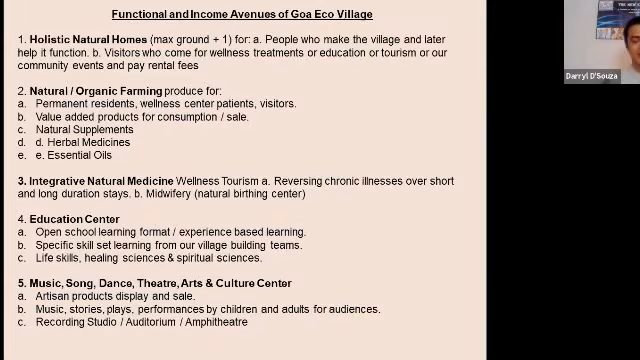 Functional and Income Avenues of Goa Eco Village
1. Holistic Natural Homes (max ground + 1) for: a. People who make the village and later
help it function. b. Visitors who come for wellness treatments or education or tourism or our
community events and pay rental fees
2. Natural / Organic Farming produce for:
a. Permanent residents, wellness center patients, visitors.
b. Value added products for consumption / sale.
c. Natural Supplements
d. d. Herbal Medicines
e. e. Essential Oils
3. Integrative Natural Medicine Wellness Tourism a. Reversing chronic illnesses over short
and long duration stays. b. Midwifery (natural birthing center)
4. Education Center
a. Open school learning format / experience based learning.
b. Specific skill set learning from our village building teams.
c. Life skills, healing sciences & spiritual sciences.
5. Music, Song, Dance, Theatre, Arts & Culture Center
a. Artisan products display and sale.
b. Music, stories, plays, performances by children and adults for audiences.
c. Recording Studio / Auditorium / Amphitheatre
Darryl D'Souza